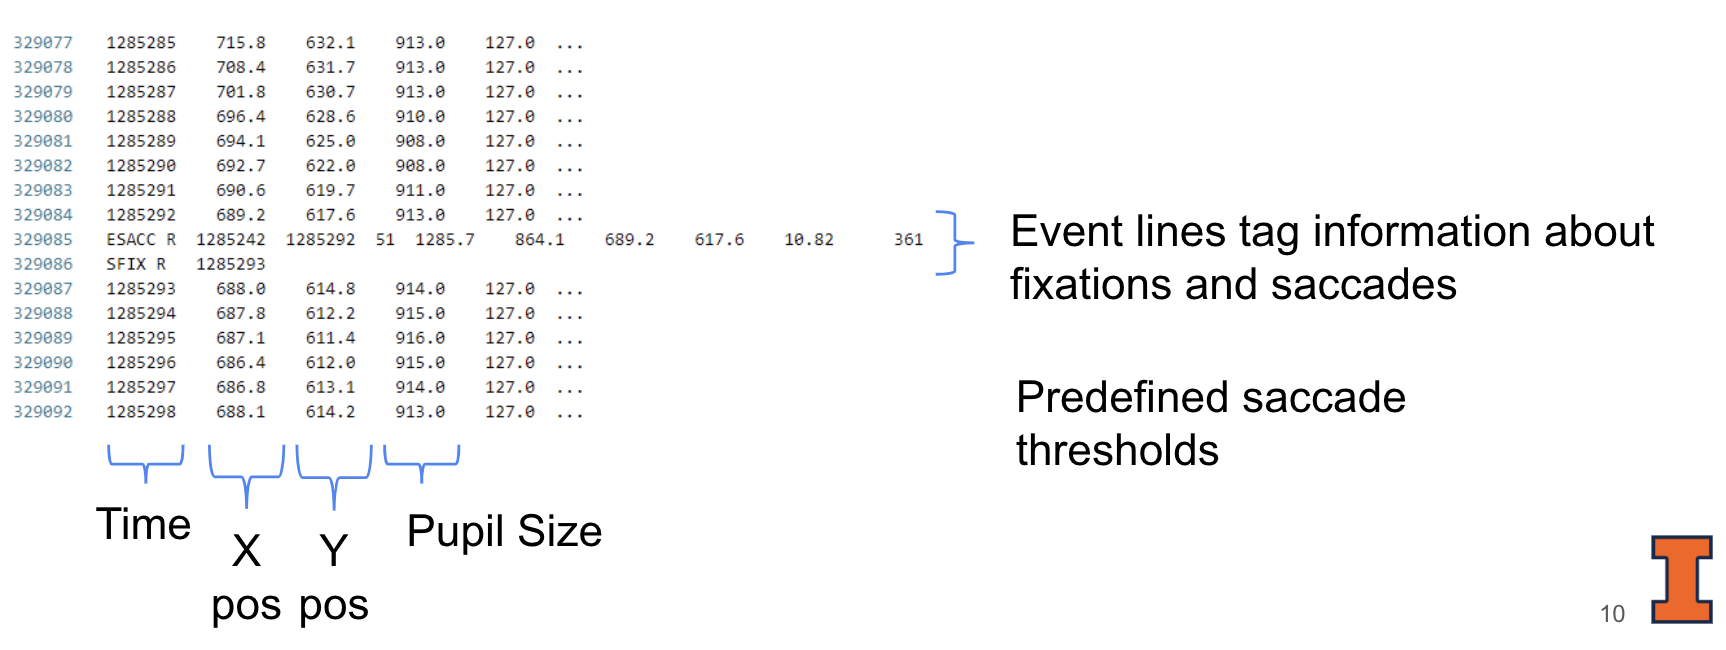 329077 1285285 715.8 632.1 913.0 127.0 ...
329078 1285286 708.4 631.7 913.0 127.0 ...
329079 1285287 701.8 630.7 913.0 127.0 ...
329080 1285288 696.4 628.6 910.0 127.0 ...
329081 1285289 694.1 625.0 908.0 127.0 ...
329082 1285290 692.7 622.0 908.0 127.0 ...
329083 1285291 690.6 619.7 911.0 127.0 ...
329084 1285292 689.2 617.6 913.0 127.0 ...
329085 ESACC R 1285242 1285292 51 1285.7 864.1 689.2 617.6 10.82 361
329086 SFIX R 1285293
329087 1285293 688.0 614.8 914.0 127.0 ...
329088 1285294 687.8 612.2 915.0 127.0 ...
329089 1285295 687.1 611.4 916.0 127.0 ...
329090 1285296 686.4 612.0 915.0 127.0 ...
329091 1285297 686.8 613.1 914.0 127.0 ...
329092 1285298 688.1 614.2 913.0 127.0 ...
Time
X
pos
Y
pos
Pupil Size
Event lines tag information about
fixations and saccades
Predefined saccade
thresholds
10
I